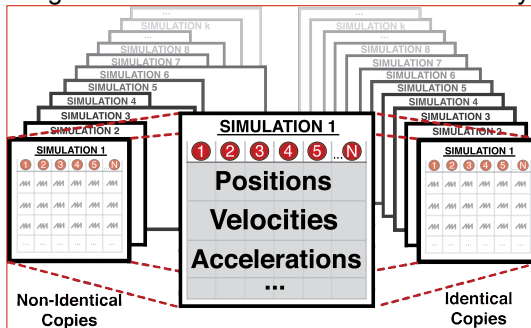 ...
SIMULATION k
...
SIMULATION 8
SIMULATION 7
SIMULATION 6
SIMULATION 5
SIMULATION 4
SIMULATION 3
SIMULATION 2
SIMULATION 1
1 2 3 4 5 N
... ... ... ... ... ...
Non-Identical
Copies
SIMULATION 1
1 2 3 4 5 ... N
Positions
Velocities
Accelerations
...
...
SIMULATION k
...
SIMULATION 8
SIMULATION 7
SIMULATION 6
SIMULATION 5
SIMULATION 4
SIMULATION 3
SIMULATION 2
SIMULATION 1
1 2 3 4 5 N
... ... ... ... ... ...
Identical
Copies